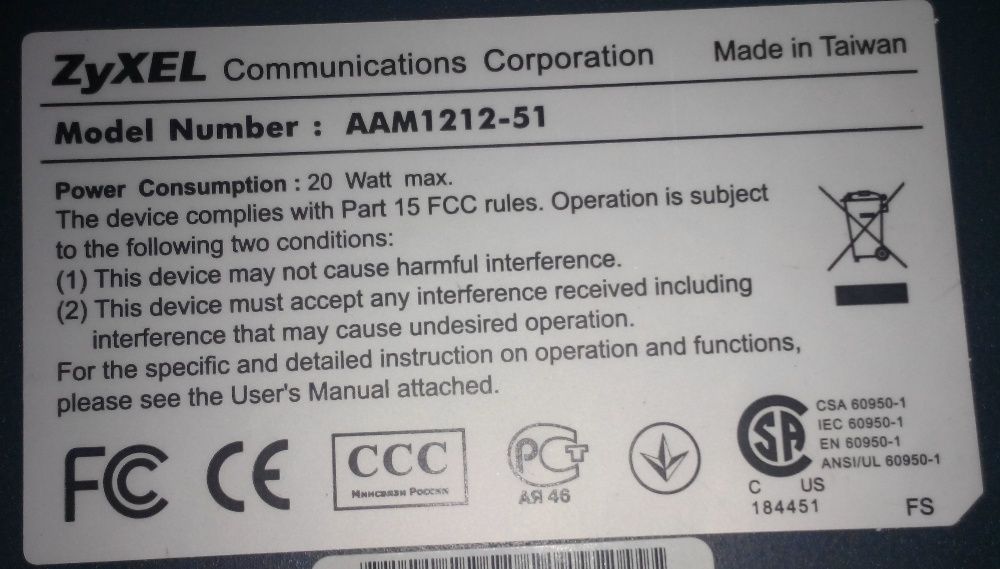 ZyXEL Communications Corporation Made in Taiwan
Model Number : AAM1212-51
Power Consumption : 20 Watt max.
The device complies with Part 15 FCC rules. Operation is subject
to the following two conditions:
(1) This device may not cause harmful interference.
(2) This device must accept any interference received including
interference that may cause undesired operation.
For the specific and detailed instruction on operation and functions,
please see the User's Manual attached.
FC CE
CCC
Минсвязи России
РСТ
АЯ 46
SA
CSA 60950-1
IEC 60950-1
EN 60950-1
ANSI/UL 60950-1
C US
184451
FS